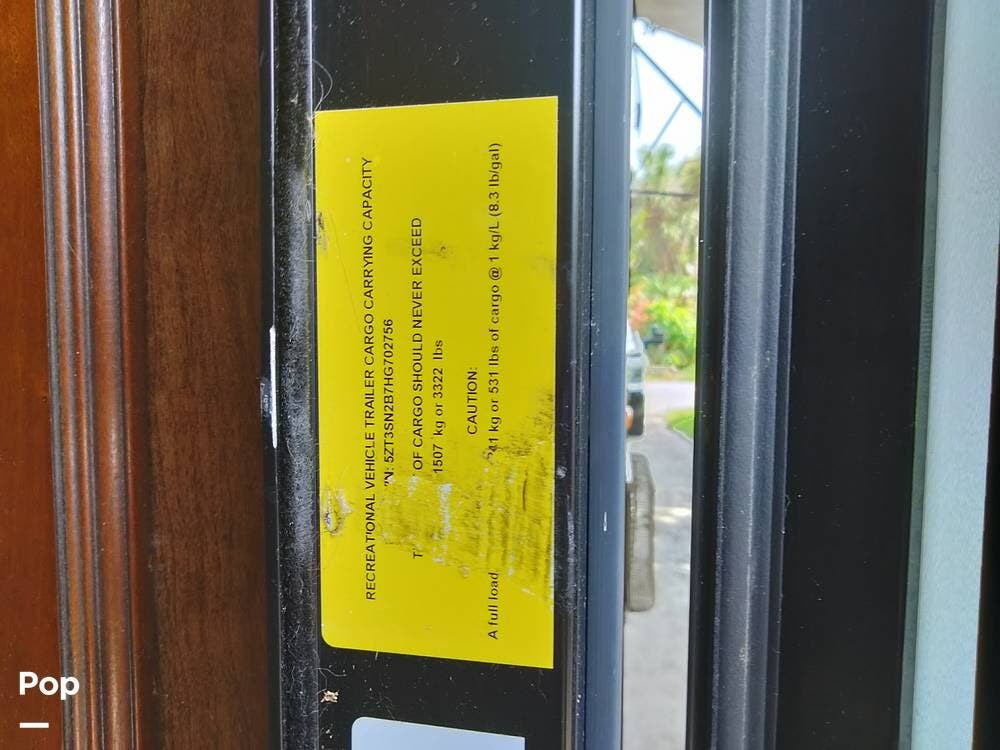 RECREATIONAL VEHICLE TRAILER CARGO CARRYING CAPACITY
5ZT3SN2B7HG702756
OF CARGO SHOULD NEVER EXCEED
1507 kg or 3322 lbs
CAUTION:
A full load kg or 531 lbs of cargo @ 1 kg/L (8.3 lb/gal)
Pop